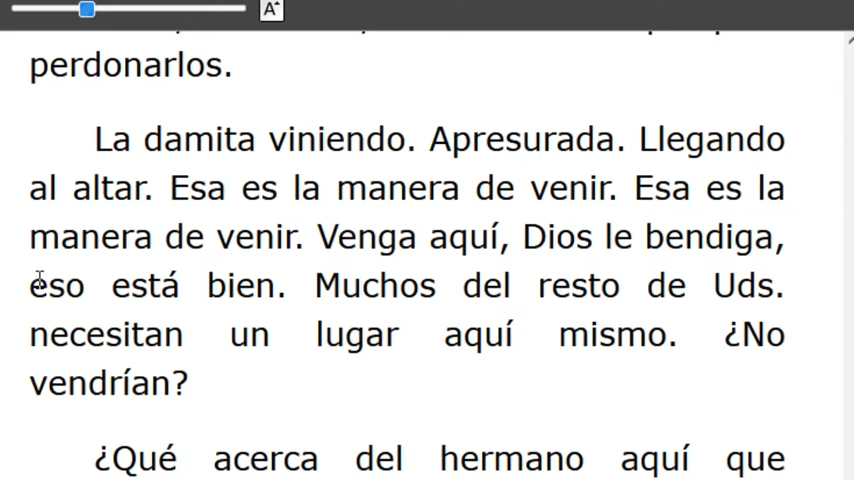 A
perdonarlos.
La damita viniendo. Apresurada. Llegando
al altar. Esa es la manera de venir. Esa es la
manera de venir. Venga aquí, Dios le bendiga,
eso está bien. Muchos del resto de Uds.
necesitan un lugar aquí mismo. ¿No
vendrían?
¿Qué acerca del hermano aquí que